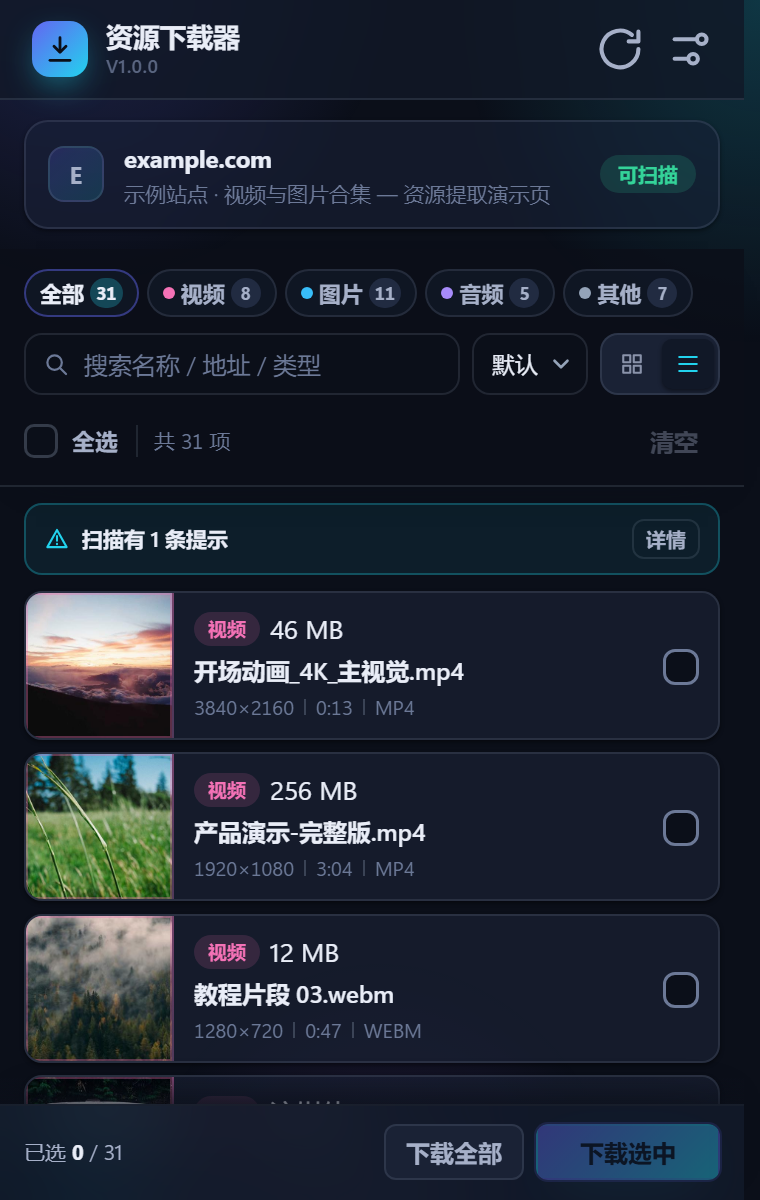 资源下载器
V1.0.0
E
example.com
示例站点 · 视频与图片合集 — 资源提取演示页
可扫描
全部 31 视频 8 图片 11 音频 5 其他 7
搜索名称 / 地址 / 类型
默认
全选 共 31 项 清空
扫描有 1 条提示 详情
视频 46 MB
开场动画_4K_主视觉.mp4
3840×2160 | 0:13 | MP4
视频 256 MB
产品演示-完整版.mp4
1920×1080 | 3:04 | MP4
视频 12 MB
教程片段 03.webm
1280×720 | 0:47 | WEBM
已选 0 / 31 下载全部 下载选中